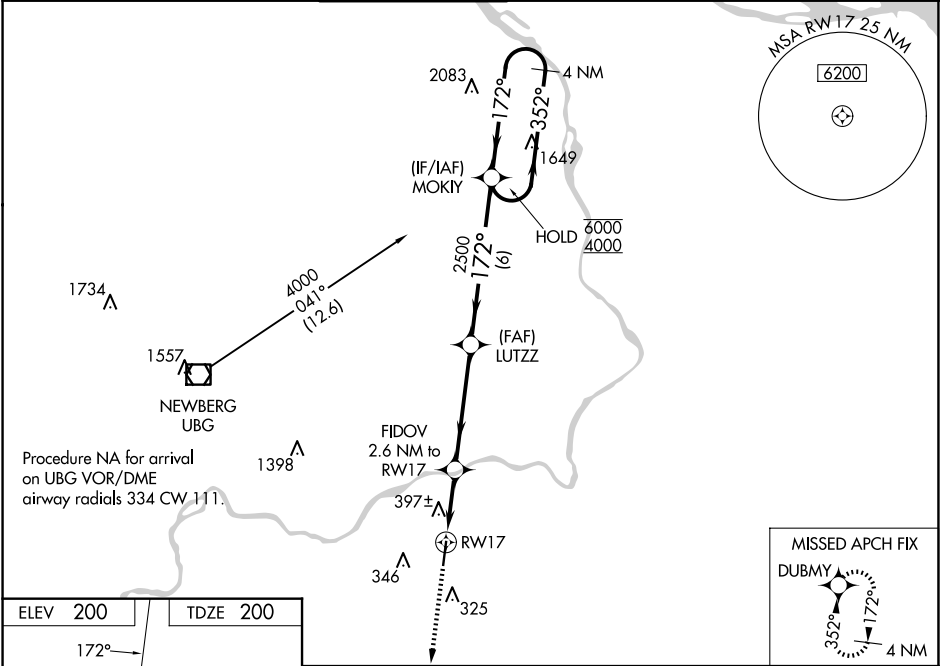 MSA RW17 25 NM
6200
2083
4 NM
172°
352°
1649
(IF/IAF)
MOKIY
HOLD
6000
4000
2500
172°
(6)
4000
041°
(12.6)
1734
1557
NEWBERG
UBG
(FAF)
LUTZZ
FIDOV
2.6 NM to
RW17
Procedure NA for arrival
on UBG VOR/DME
airway radials 334 CW 111.
1398
397±
RW17
346
325
MISSED APCH FIX
DUBMY
352°
172°
4 NM
ELEV 200
TDZE 200
172°